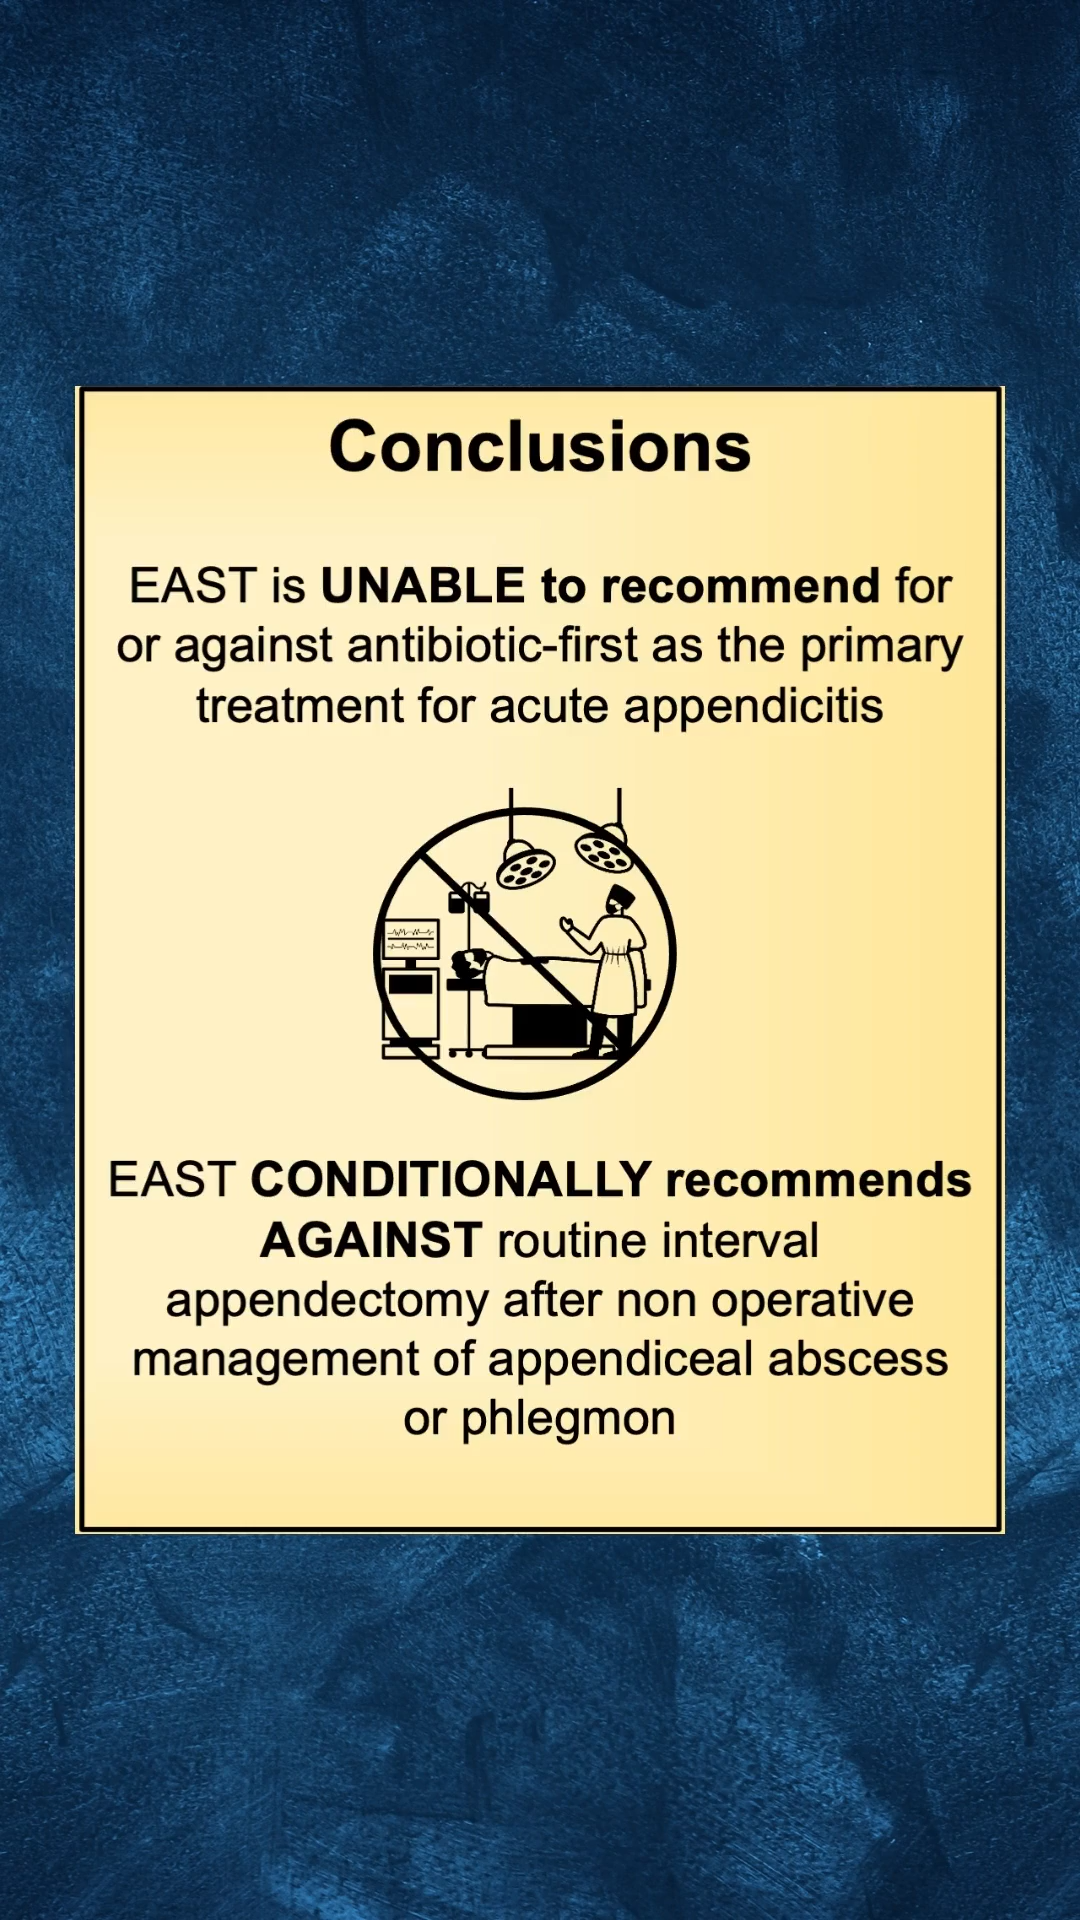 Conclusions
EAST is UNABLE to recommend for
or against antibiotic-first as the primary
treatment for acute appendicitis
EAST CONDITIONALLY recommends
AGAINST routine interval
appendectomy after non operative
management of appendiceal abscess
or phlegmon